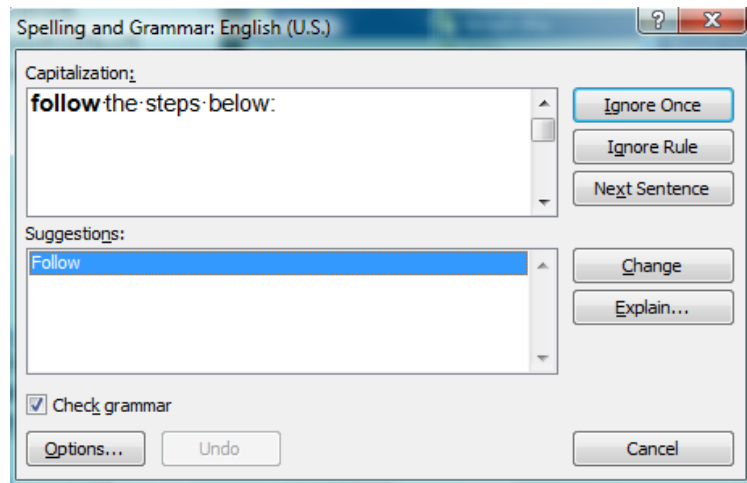 Spelling and Grammar: English (U.S.)
Capitalization:
follow·the·steps·below:
Ignore Once
Ignore Rule
Next Sentence
Suggestions:
Follow
Change
Explain...
Check grammar
Options...
Undo
Cancel